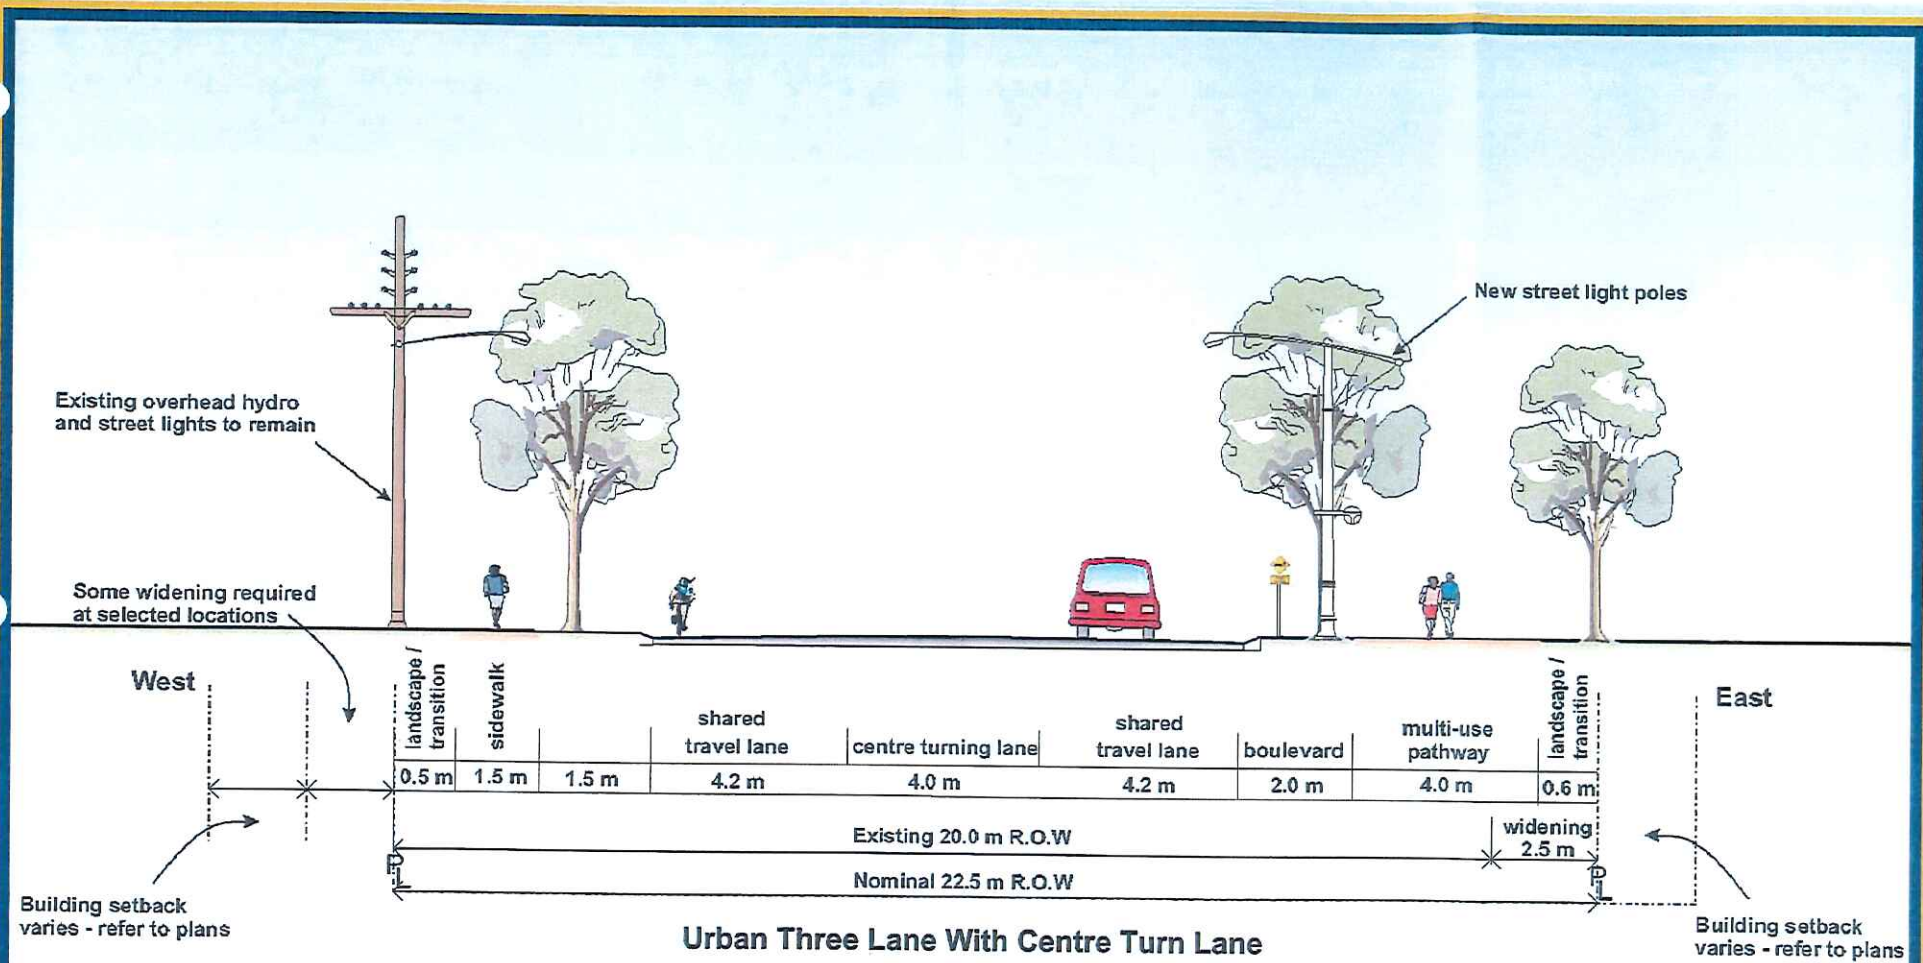 New street light poles
Existing overhead hydro
and street lights to remain
Some widening required
at selected locations
West
East
landscape /
transition
sidewalk
shared
travel lane
centre turning lane
shared
travel lane
boulevard
multi-use
pathway
landscape /
transition
0.5 m
1.5 m
1.5 m
4.2 m
4.0 m
4.2 m
2.0 m
4.0 m
0.6 m
Existing 20.0 m R.O.W
widening
2.5 m
PL
Nominal 22.5 m R.O.W
PL
Building setback
varies - refer to plans
Urban Three Lane With Centre Turn Lane
Building setback
varies - refer to plans